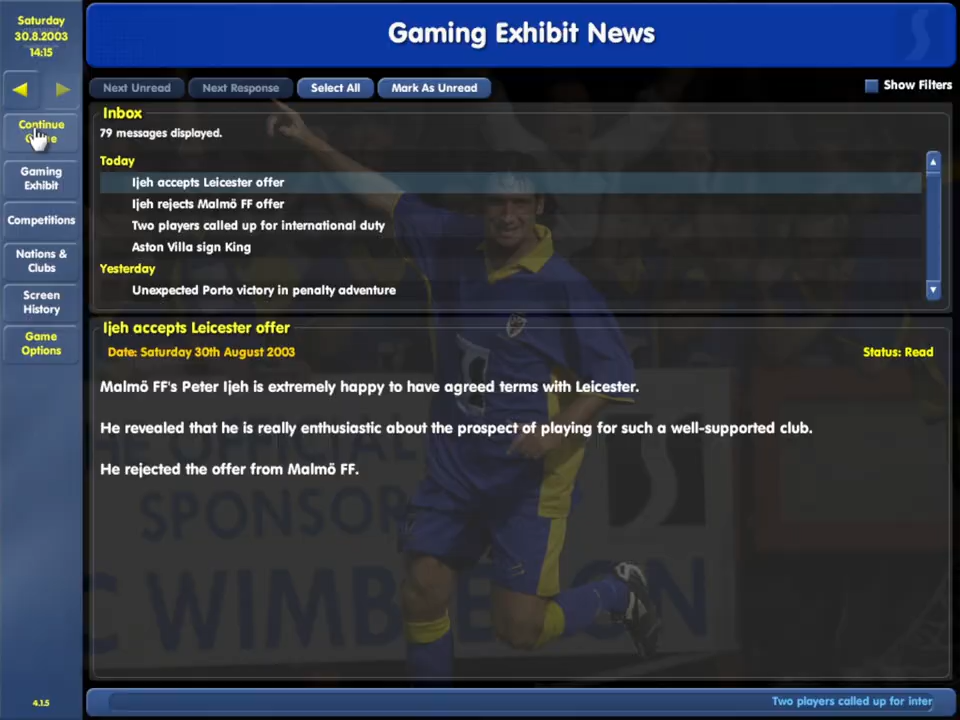 Saturday
30.8.2003
14:15
Gaming Exhibit News
Next Unread
Next Response
Select All
Mark As Unread
Show Filters
Continue
Gaming
Exhibit
Competitions
Nations &
Clubs
Screen
History
Game
Options
4.1.5
Inbox
79 messages displayed.
Today
Ijeh accepts Leicester offer
Ijeh rejects Malmö FF offer
Two players called up for international duty
Aston Villa sign King
Yesterday
Unexpected Porto victory in penalty adventure
Ijeh accepts Leicester offer
Date: Saturday 30th August 2003
Status: Read
Malmö FF's Peter Ijeh is extremely happy to have agreed terms with Leicester.
He revealed that he is really enthusiastic about the prospect of playing for such a well-supported club.
He rejected the offer from Malmö FF.
THE OFFICIAL
SPONSOR
C WIMBLEDON
Two players called up for inter